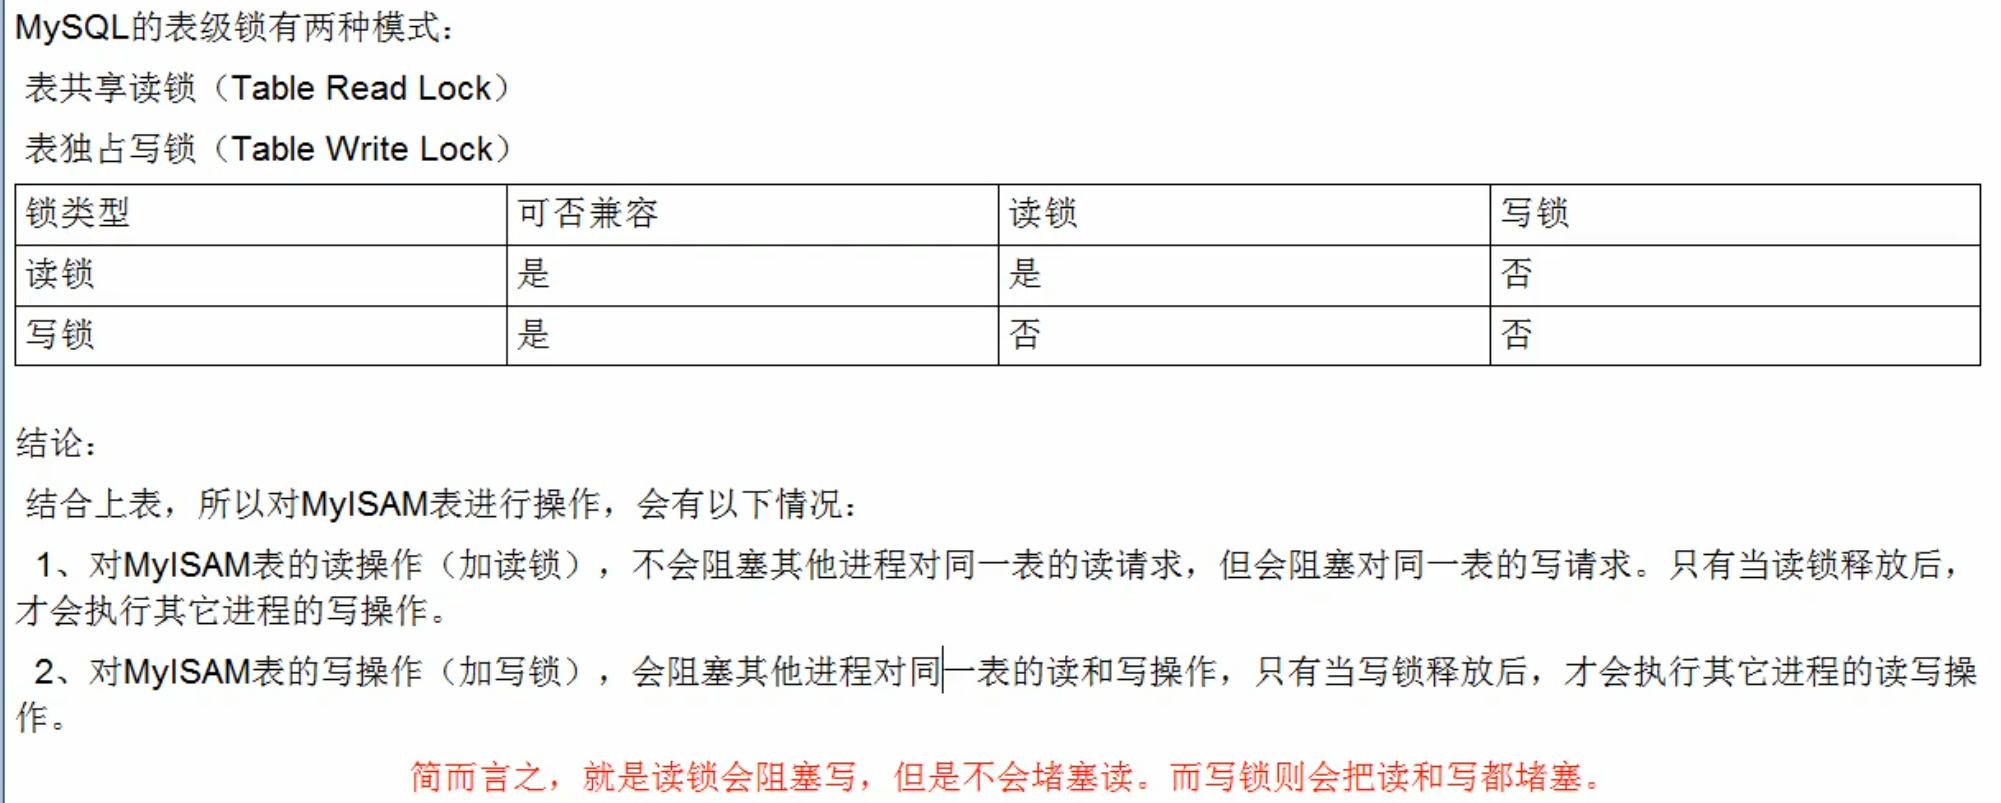 MySQL的表级锁有两种模式：
表共享读锁（Table Read Lock）
表独占写锁（Table Write Lock）
锁类型 可否兼容 读锁 写锁
读锁 是 是 否
写锁 是 否 否
结论：
结合上表，所以对MyISAM表进行操作，会有以下情况：
1、对MyISAM表的读操作（加读锁），不会阻塞其他进程对同一表的读请求，但会阻塞对同一表的写请求。只有当读锁释放后，
才会执行其它进程的写操作。
2、对MyISAM表的写操作（加写锁），会阻塞其他进程对同一表的读和写操作，只有当写锁释放后，才会执行其它进程的读写操
作。
简而言之，就是读锁会阻塞写，但是不会堵塞读。而写锁则会把读和写都堵塞。